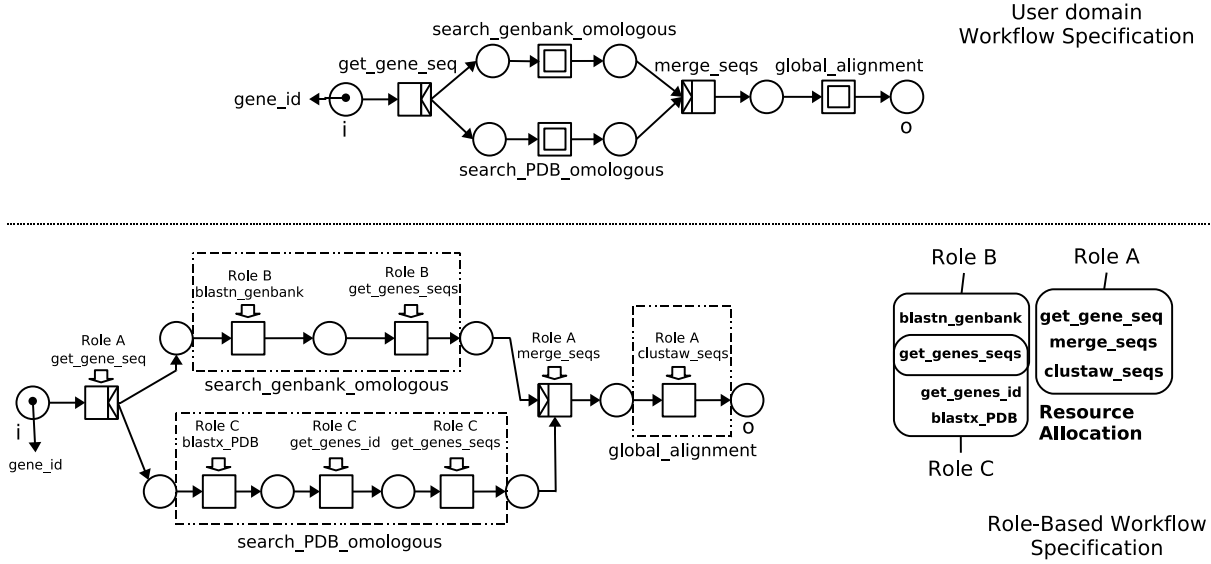 User domain
Workflow Specification
search_genbank_omologous
get_gene_seq
merge_seqs
global_alignment
gene_id
i
o
search_PDB_omologous
Role B
blastn_genbank
Role B
get_genes_seqs
Role A
get_gene_seq
search_genbank_omologous
Role A
merge_seqs
Role A
clustaw_seqs
i
gene_id
o
global_alignment
Role C
blastx_PDB
Role C
get_genes_id
Role C
get_genes_seqs
search_PDB_omologous
Role B
Role A
blastn_genbank
get_genes_seqs
get_genes_id
blastx_PDB
get_gene_seq
merge_seqs
clustaw_seqs
Resource
Allocation
Role C
Role-Based Workflow
Specification